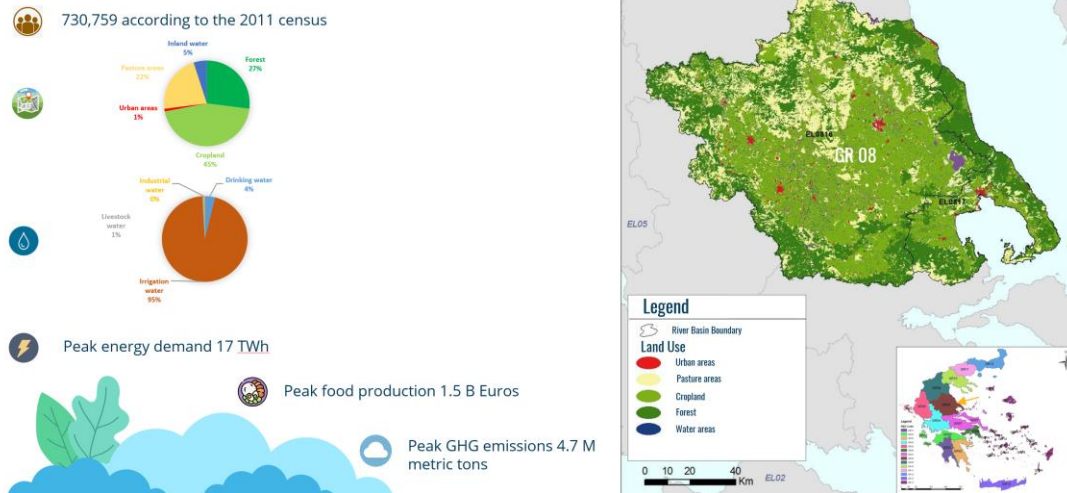 730,759 according to the 2011 census
Inland water
5%
Forest
27%
Pasture areas
22%
Urban areas
1%
Cropland
45%
Industrial
water
0%
Drinking water
4%
Livestock
water
1%
Irrigation
water
95%
Peak energy demand 17 TWh
Peak food production 1.5 B Euros
Peak GHG emissions 4.7 M
metric tons
EL0816
GR 08
EL0817
EL05
Legend
River Basin Boundary
Land Use
Urban areas
Pasture areas
Cropland
Forest
Water areas
0 10 20 40
Km
EL02